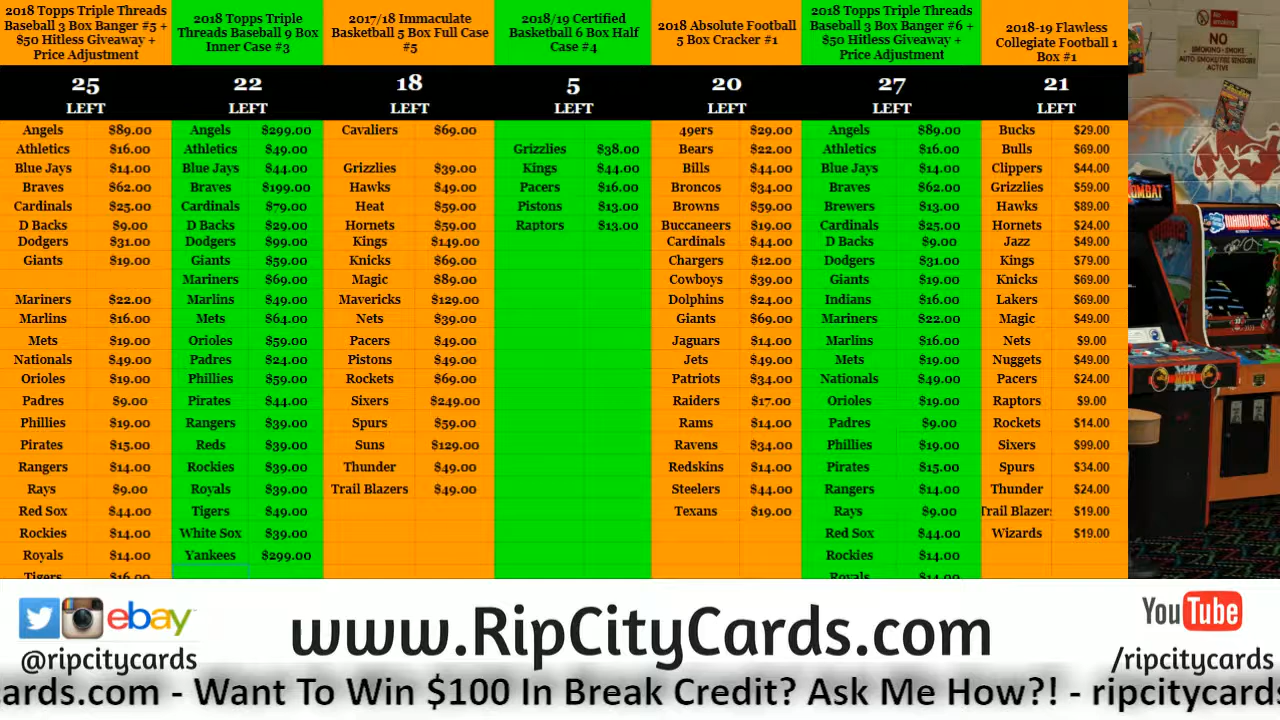 2018 Topps Triple Threads
Baseball 3 Box Banger #5 +
$50 Hitless Giveaway +
Price Adjustment
25
LEFT
Angels $89.00
Athletics $16.00
Blue Jays $14.00
Braves $62.00
Cardinals $25.00
D Backs $9.00
Dodgers $31.00
Giants $19.00
Mariners $22.00
Marlins $16.00
Mets $19.00
Nationals $49.00
Orioles $19.00
Padres $9.00
Phillies $19.00
Pirates $15.00
Rangers $14.00
Rays $9.00
Red Sox $44.00
Rockies $14.00
Royals $14.00
Tigers $16.00
2018 Topps Triple
Threads Baseball 9 Box
Inner Case #3
22
LEFT
Angels $299.00
Athletics $49.00
Blue Jays $44.00
Braves $199.00
Cardinals $79.00
D Backs $29.00
Dodgers $99.00
Giants $59.00
Mariners $69.00
Marlins $49.00
Mets $64.00
Orioles $59.00
Padres $24.00
Phillies $59.00
Pirates $44.00
Rangers $39.00
Reds $39.00
Rockies $39.00
Royals $39.00
Tigers $49.00
White Sox $39.00
Yankees $299.00
2017/18 Immaculate
Basketball 5 Box Full Case
#5
18
LEFT
Cavaliers $69.00
Grizzlies $39.00
Hawks $49.00
Heat $59.00
Hornets $59.00
Kings $149.00
Knicks $69.00
Magic $89.00
Mavericks $129.00
Nets $39.00
Pacers $49.00
Pistons $49.00
Rockets $69.00
Sixers $249.00
Spurs $59.00
Suns $129.00
Thunder $49.00
Trail Blazers $49.00
2018/19 Certified
Basketball 6 Box Half
Case #4
5
LEFT
Grizzlies $38.00
Kings $44.00
Pacers $16.00
Pistons $13.00
Raptors $13.00
2018 Absolute Football
5 Box Cracker #1
20
LEFT
49ers $29.00
Bears $22.00
Bills $44.00
Broncos $34.00
Browns $59.00
Buccaneers $19.00
Cardinals $44.00
Chargers $12.00
Cowboys $39.00
Dolphins $24.00
Giants $69.00
Jaguars $14.00
Jets $49.00
Patriots $34.00
Raiders $17.00
Rams $14.00
Ravens $34.00
Redskins $14.00
Steelers $44.00
Texans $19.00
2018 Topps Triple Threads
Baseball 3 Box Banger #6 +
$50 Hitless Giveaway +
Price Adjustment
27
LEFT
Angels $89.00
Athletics $16.00
Blue Jays $14.00
Braves $62.00
Brewers $13.00
Cardinals $25.00
D Backs $9.00
Dodgers $31.00
Giants $19.00
Indians $16.00
Mariners $22.00
Marlins $16.00
Mets $19.00
Nationals $49.00
Orioles $19.00
Padres $9.00
Phillies $19.00
Pirates $15.00
Rangers $14.00
Rays $9.00
Red Sox $44.00
Rockies $14.00
Royals $14.00
2018-19 Flawless
Collegiate Football 1
Box #1
21
LEFT
Bucks $29.00
Bulls $69.00
Clippers $44.00
Grizzlies $59.00
Hawks $89.00
Hornets $24.00
Jazz $49.00
Kings $79.00
Knicks $69.00
Lakers $69.00
Magic $49.00
Nets $9.00
Nuggets $49.00
Pacers $24.00
Raptors $9.00
Rockets $14.00
Sixers $99.00
Spurs $34.00
Thunder $24.00
Trail Blazers $19.00
Wizards $19.00
NO
SMOKING
ACTIVE
KOMBAT
MARIO BROS.
ebay
@ripcitycards
www.RipCityCards.com
YouTube
/ripcitycards
cards.com - Want To Win $100 In Break Credit? Ask Me How?! - ripcitycards